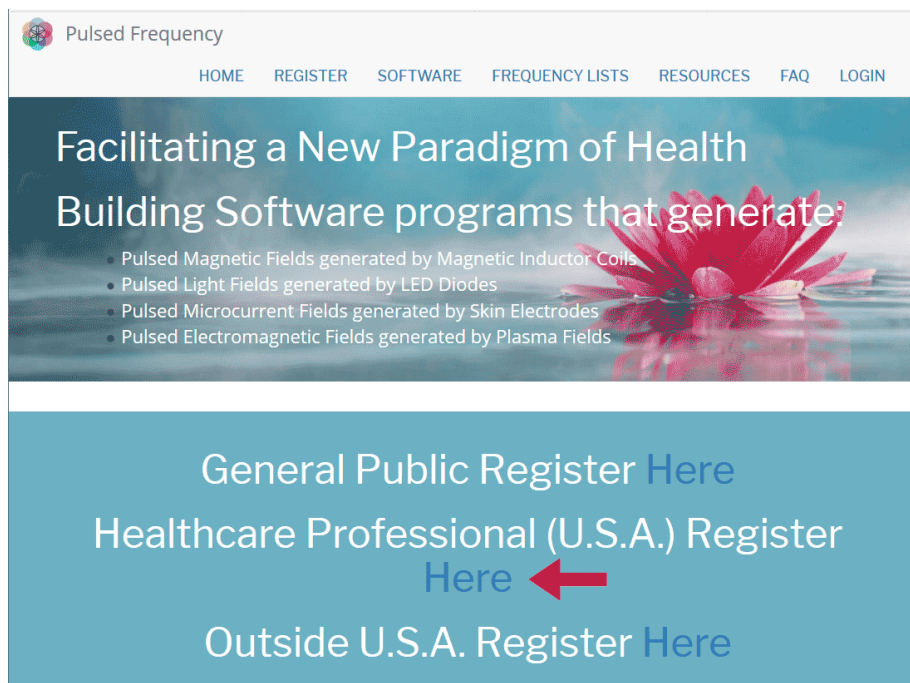 Pulsed Frequency
HOME REGISTER SOFTWARE FREQUENCY LISTS RESOURCES FAQ LOGIN
Facilitating a New Paradigm of Health
Building Software programs that generate:
Pulsed Magnetic Fields generated by Magnetic Inductor Coils
Pulsed Light Fields generated by LED Diodes
Pulsed Microcurrent Fields generated by Skin Electrodes
Pulsed Electromagnetic Fields generated by Plasma Fields
General Public Register Here
Healthcare Professional (U.S.A.) Register
Here
Outside U.S.A. Register Here